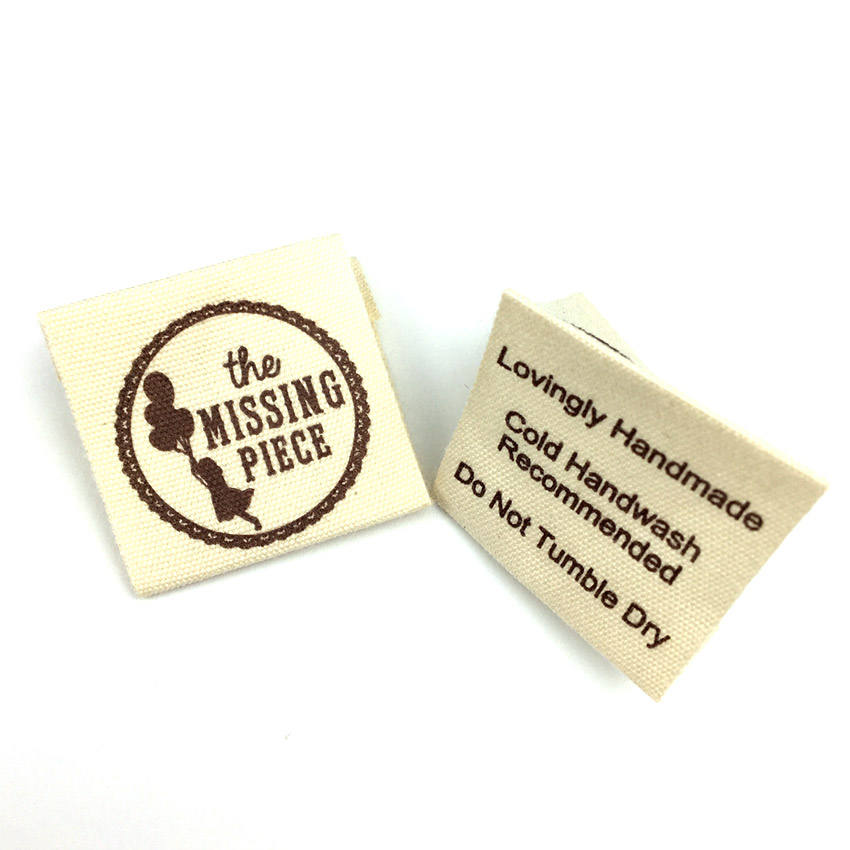 the
MISSING
PIECE
Lovingly Handmade
Cold Handwash
Recommended
Do Not Tumble Dry